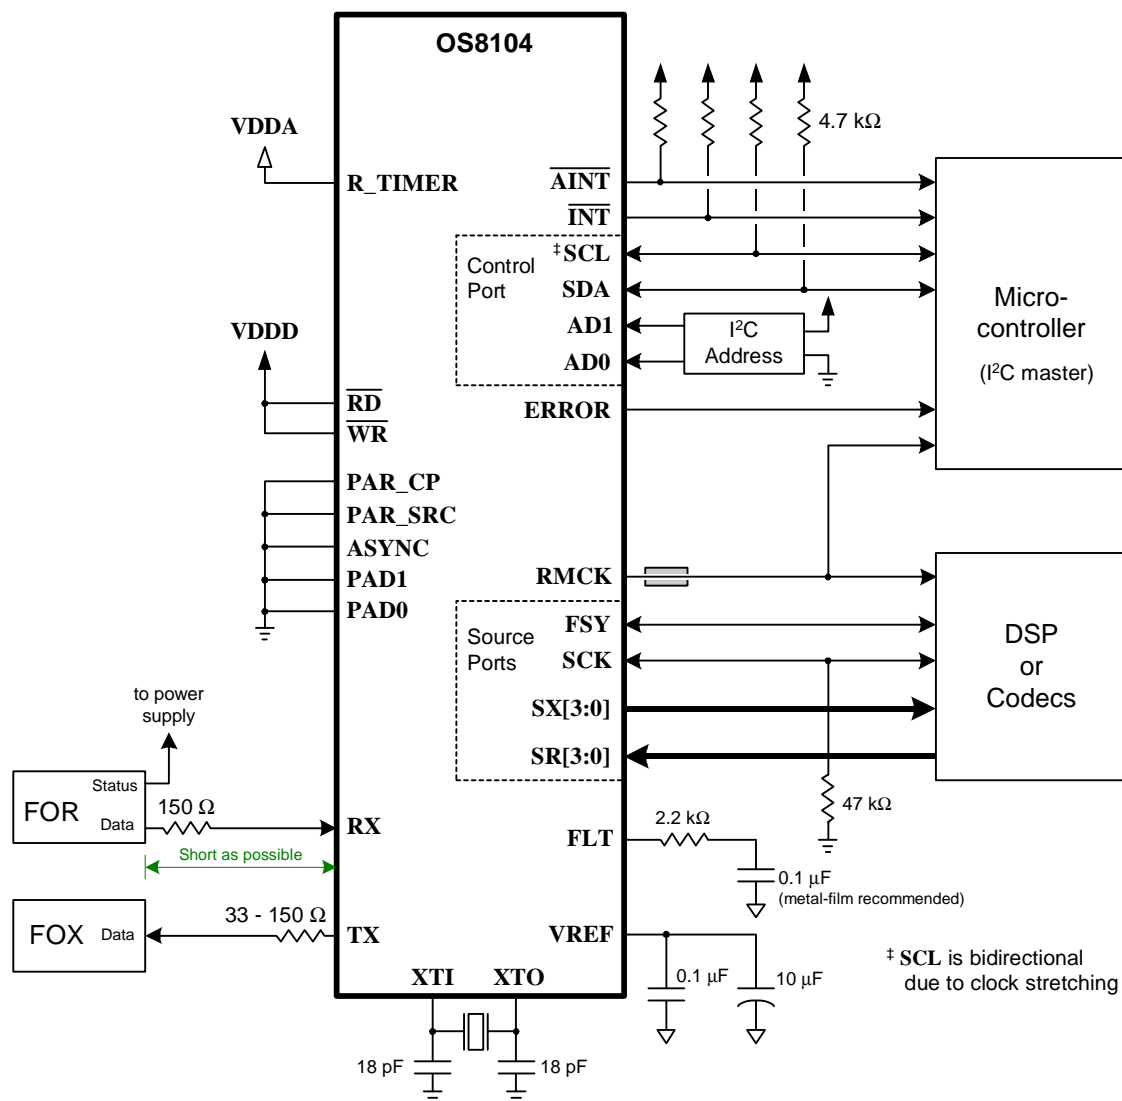 OS8104
VDDA
R_TIMER
VDDD
RD
WR
PAR_CP
PAR_SRC
ASYNC
PAD1
PAD0
to power
supply
FOR
Status
Data
150 Ω
RX
Short as possible
FOX
Data
33 - 150 Ω
TX
XTI
XTO
18 pF
18 pF
4.7 kΩ
AINT
INT
Control
Port
‡SCL
SDA
AD1
AD0
I²C
Address
ERROR
Micro-
controller
(I²C master)
RMCK
Source
Ports
FSY
SCK
SX[3:0]
SR[3:0]
DSP
or
Codecs
47 kΩ
FLT
2.2 kΩ
0.1 μF
(metal-film recommended)
VREF
0.1 μF
10 μF
‡ SCL is bidirectional
due to clock stretching